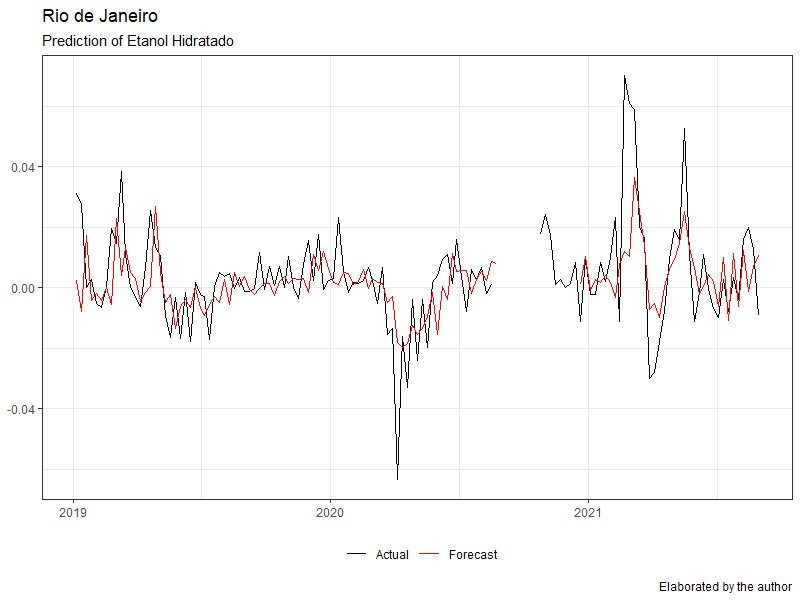 Rio de Janeiro
Prediction of Etanol Hidratado
0.04
0.00
-0.04
2019 2020 2021
Actual Forecast
Elaborated by the author